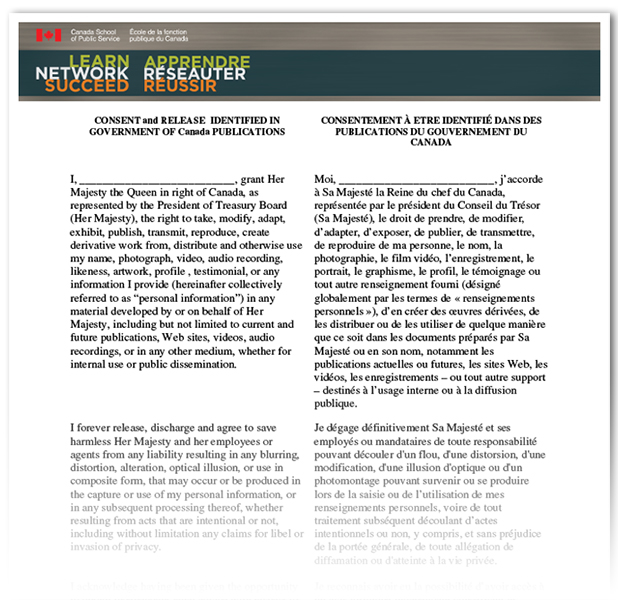 Canada School
of Public Service
École de la fonction
publique du Canada
LEARN
NETWORK
SUCCEED
APPRENDRE
RÉSEAUTER
RÉUSSIR
CONSENT and RELEASE IDENTIFIED IN
GOVERNMENT OF Canada PUBLICATIONS
I, ___________________________, grant Her
Majesty the Queen in right of Canada, as
represented by the President of Treasury Board
(Her Majesty), the right to take, modify, adapt,
exhibit, publish, transmit, reproduce, create
derivative work from, distribute and otherwise use
my name, photograph, video, audio recording,
likeness, artwork, profile , testimonial, or any
information I provide (hereinafter collectively
referred to as “personal information”) in any
material developed by or on behalf of Her
Majesty, including but not limited to current and
future publications, Web sites, videos, audio
recordings, or in any other medium, whether for
internal use or public dissemination.
I forever release, discharge and agree to save
harmless Her Majesty and her employees or
agents from any liability resulting in any blurring,
distortion, alteration, optical illusion, or use in
composite form, that may occur or be produced in
the capture or use of my personal information, or
in any subsequent processing thereof, whether
resulting from acts that are intentional or not,
including without limitation any claims for libel or
invasion of privacy.
CONSENTEMENT À ETRE IDENTIFIÉ DANS DES
PUBLICATIONS DU GOUVERNEMENT DU
CANADA
Moi, ___________________________, j’accorde
à Sa Majesté la Reine du chef du Canada,
représentée par le président du Conseil du Trésor
(Sa Majesté), le droit de prendre, de modifier,
d’adapter, d’exposer, de publier, de transmettre,
de reproduire de ma personne, le nom, la
photographie, le film vidéo, l’enregistrement, le
portrait, le graphisme, le profil, le témoignage ou
tout autre renseignement fourni (désigné
globalement par les termes de « renseignements
personnels »), d’en créer des œuvres dérivées, de
les distribuer ou de les utiliser de quelque manière
que ce soit dans les documents préparés par Sa
Majesté ou en son nom, notamment les
publications actuelles ou futures, les sites Web, les
vidéos, les enregistrements – ou tout autre support
– destinés à l’usage interne ou à la diffusion
publique.
Je dégage définitivement Sa Majesté et ses
employés ou mandataires de toute responsabilité
pouvant découler d'un flou, d'une distorsion, d'une
modification, d'une illusion d'optique ou d'un
photomontage pouvant survenir ou se produire
lors de la saisie ou de l’utilisation de mes
renseignements personnels, voire de tout
traitement subséquent découlant d’actes
intentionnels ou non, y compris, et sans préjudice
de la portée générale, de toute allégation de
diffamation ou d'atteinte à la vie privée.